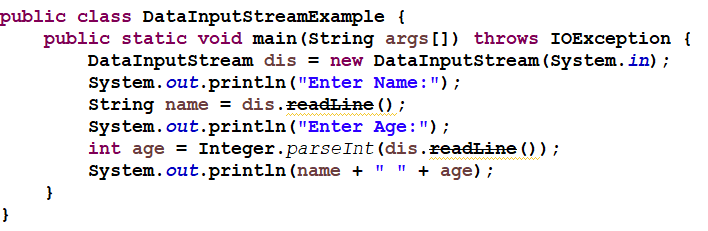 public class DataInputStreamExample {
    public static void main(String args[]) throws IOException {
        DataInputStream dis = new DataInputStream(System.in);
        System.out.println("Enter Name:");
        String name = dis.readLine();
        System.out.println("Enter Age:");
        int age = Integer.parseInt(dis.readLine());
        System.out.println(name + " " + age);
    }
}